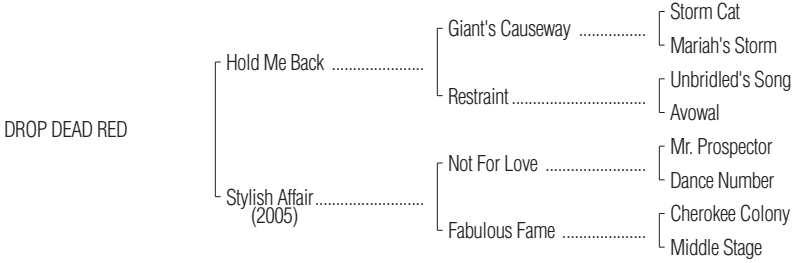 Storm Cat
Giant's Causeway ................
Mariah's Storm
Hold Me Back ......................
Unbridled's Song
Restraint ................................
Avowal
DROP DEAD RED
Mr. Prospector
Not For Love ........................
Dance Number
Stylish Affair ..........................
(2005)
Cherokee Colony
Fabulous Fame ....................
Middle Stage